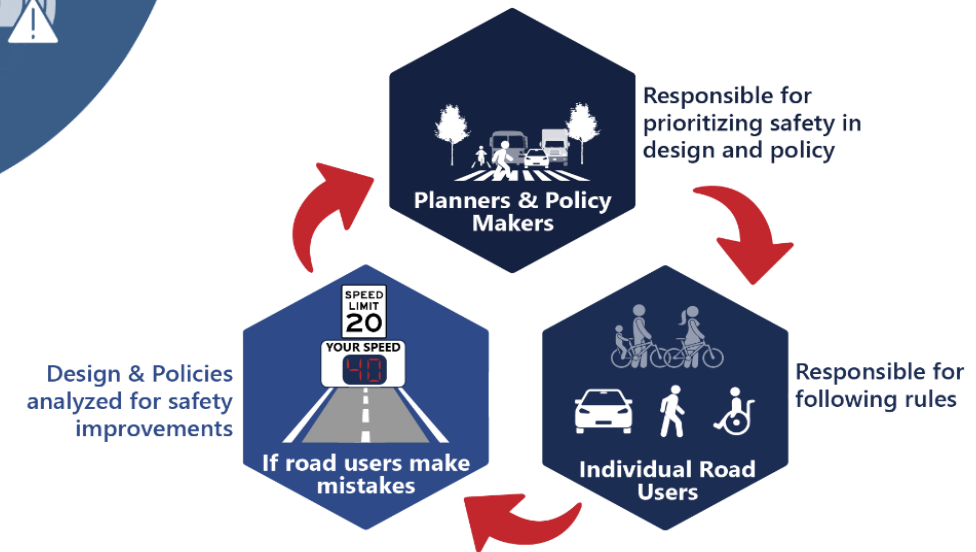 Responsible for
prioritizing safety in
design and policy
Planners & Policy
Makers
SPEED
LIMIT
20
YOUR SPEED
40
If road users make
mistakes
Design & Policies
analyzed for safety
improvements
Individual Road
Users
Responsible for
following rules